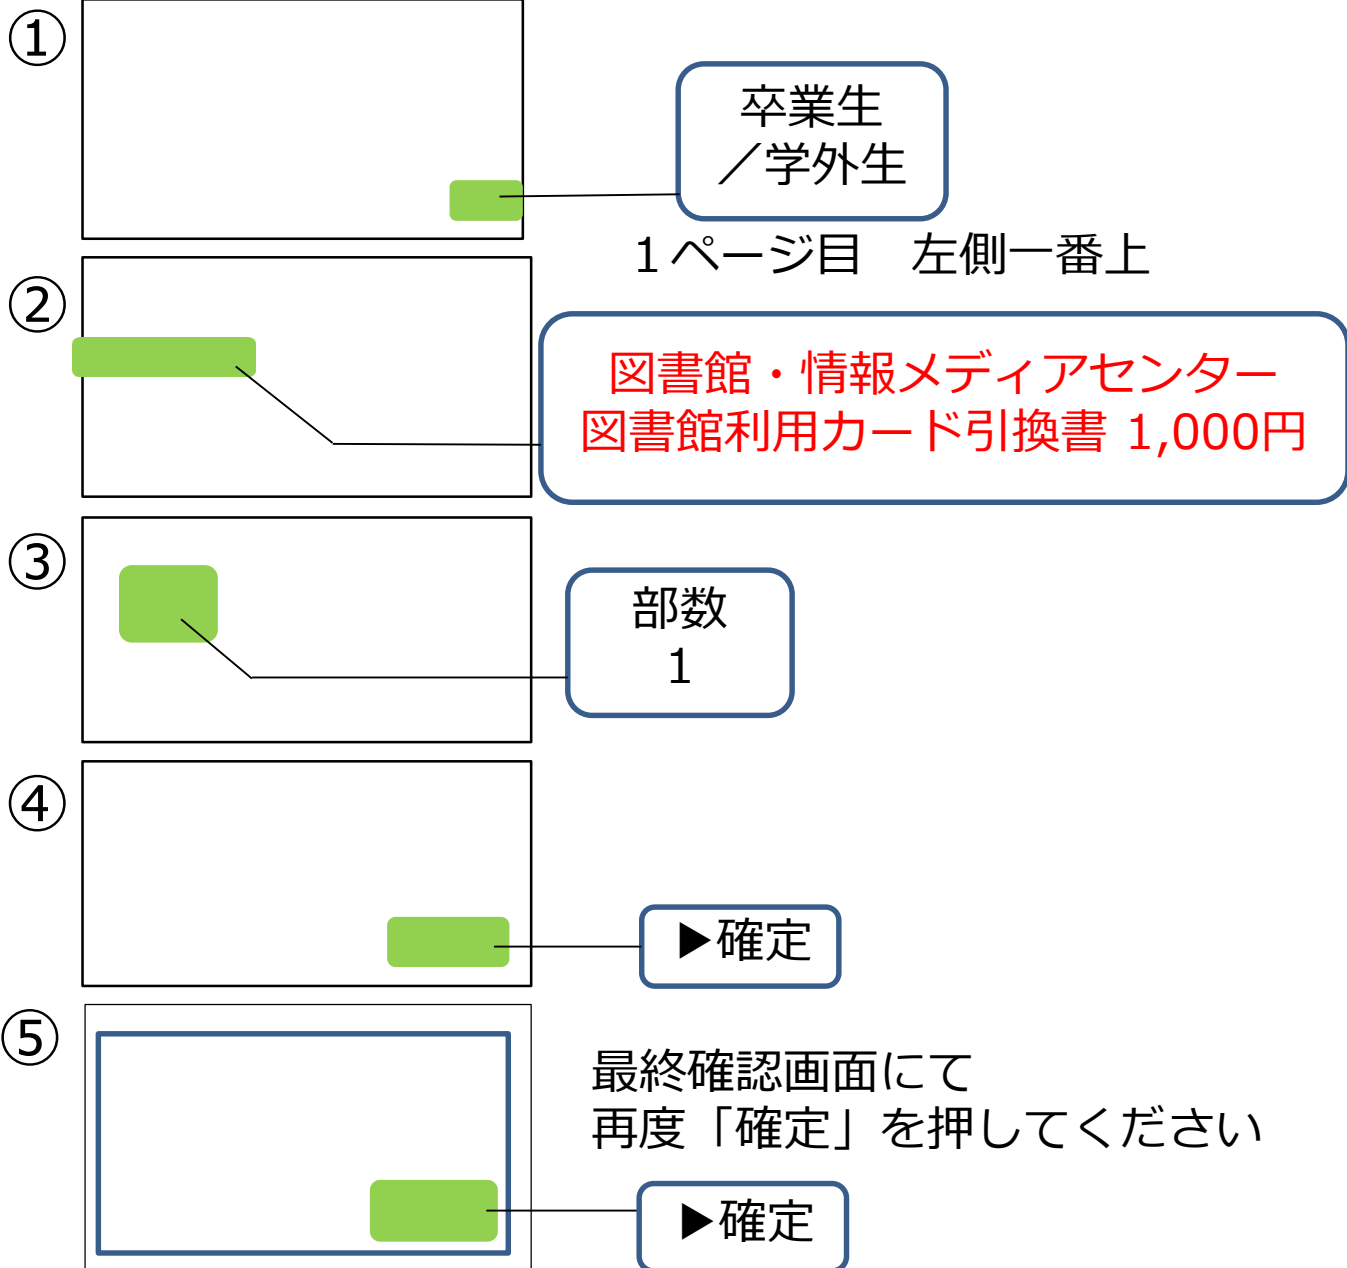 ①
卒業生
／学外生
１ページ目　左側一番上
②
図書館・情報メディアセンター
図書館利用カード引換書 1,000円
③
部数
1
④
▶確定
⑤
最終確認画面にて
再度「確定」を押してください
▶確定